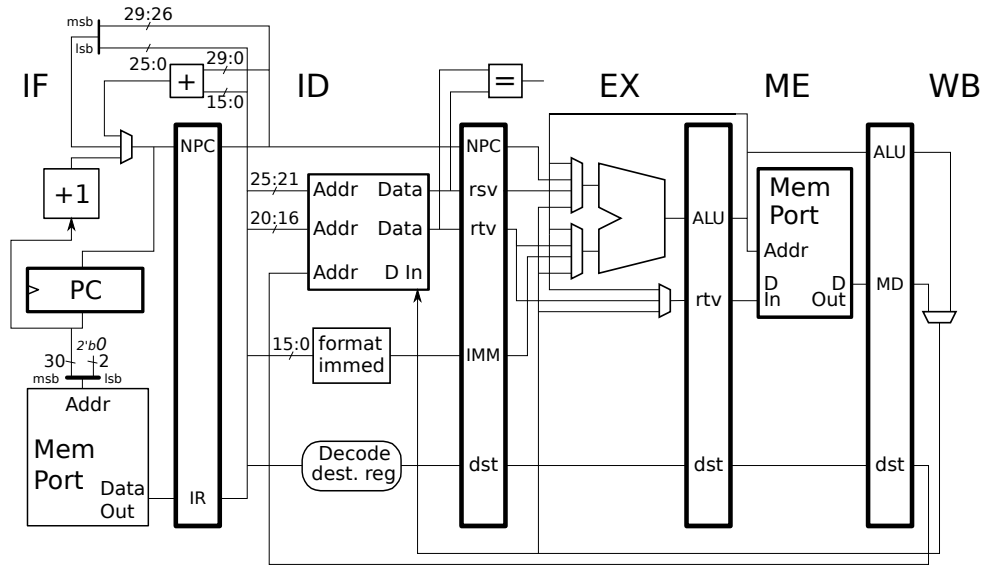 29:26
msb
lsb
25:0
29:0
+
15:0
=
IF
ID
EX
ME
WB
NPC
NPC
ALU
+1
25:21
Addr
Data
rsv
Mem
Port
20:16
Addr
Data
rtv
ALU
Addr
Addr
D In
PC
D
In
D
Out
MD
rtv
2'b0
30
2
msb
lsb
15:0
format
immed
IMM
Addr
Mem
Port
Data
Out
IR
Decode
dest. reg
dst
dst
dst